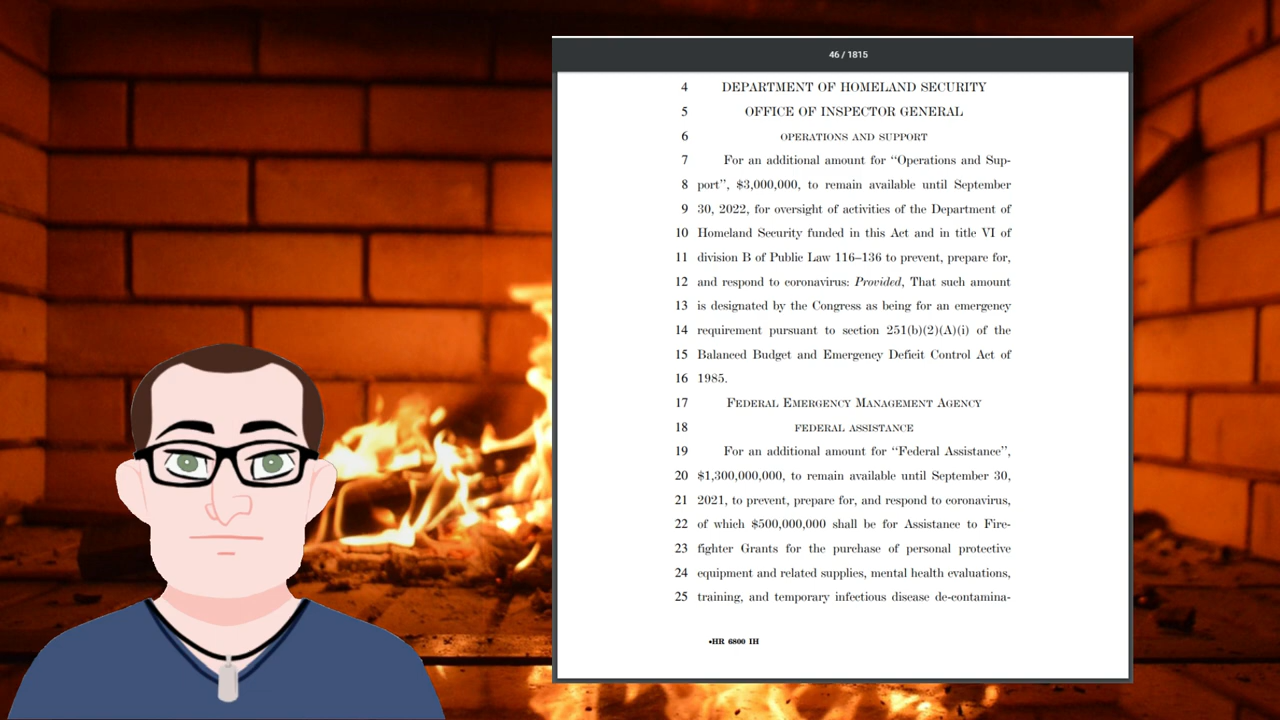 46 / 1815
4 DEPARTMENT OF HOMELAND SECURITY
5 OFFICE OF INSPECTOR GENERAL
6 OPERATIONS AND SUPPORT
7 For an additional amount for ‘‘Operations and Sup-
8 port’’, $3,000,000, to remain available until September
9 30, 2022, for oversight of activities of the Department of
10 Homeland Security funded in this Act and in title VI of
11 division B of Public Law 116–136 to prevent, prepare for,
12 and respond to coronavirus: Provided, That such amount
13 is designated by the Congress as being for an emergency
14 requirement pursuant to section 251(b)(2)(A)(i) of the
15 Balanced Budget and Emergency Deficit Control Act of
16 1985.
17 FEDERAL EMERGENCY MANAGEMENT AGENCY
18 FEDERAL ASSISTANCE
19 For an additional amount for ‘‘Federal Assistance’’,
20 $1,300,000,000, to remain available until September 30,
21 2021, to prevent, prepare for, and respond to coronavirus,
22 of which $500,000,000 shall be for Assistance to Fire-
23 fighter Grants for the purchase of personal protective
24 equipment and related supplies, mental health evaluations,
25 training, and temporary infectious disease de-contamina-
•HR 6800 IH